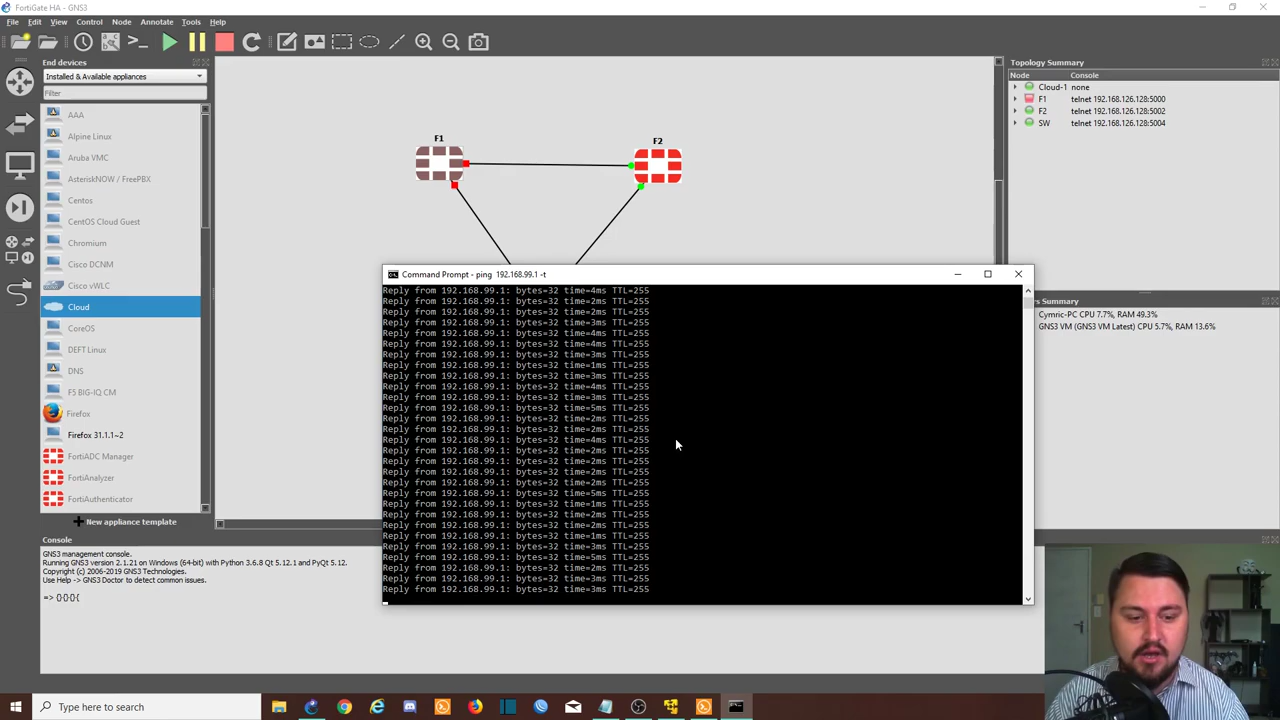 FortiGate HA - GNS3
File Edit View Control Node Annotate Tools Help
End devices
Installed & Available appliances
Filter
AAA
Alpine Linux
Aruba VMC
AsteriskNOW / FreePBX
Centos
CentOS Cloud Guest
Chromium
Cisco DCNM
Cisco vWLC
Cloud
CoreOS
DEFT Linux
DNS
F5 BIG-IQ CM
Firefox
Firefox 31.1.1~2
FortiADC Manager
FortiAnalyzer
FortiAuthenticator
New appliance template
F1
F2
Topology Summary
Node Console
Cloud-1 none
F1 telnet 192.168.126.128:5000
F2 telnet 192.168.126.128:5002
SW telnet 192.168.126.128:5004
rs Summary
Cymric-PC CPU 7.7%, RAM 49.3%
GNS3 VM (GNS3 VM Latest) CPU 5.7%, RAM 13.6%
Command Prompt - ping 192.168.99.1 -t
Reply from 192.168.99.1: bytes=32 time=4ms TTL=255
Reply from 192.168.99.1: bytes=32 time=2ms TTL=255
Reply from 192.168.99.1: bytes=32 time=2ms TTL=255
Reply from 192.168.99.1: bytes=32 time=3ms TTL=255
Reply from 192.168.99.1: bytes=32 time=4ms TTL=255
Reply from 192.168.99.1: bytes=32 time=4ms TTL=255
Reply from 192.168.99.1: bytes=32 time=3ms TTL=255
Reply from 192.168.99.1: bytes=32 time=1ms TTL=255
Reply from 192.168.99.1: bytes=32 time=3ms TTL=255
Reply from 192.168.99.1: bytes=32 time=4ms TTL=255
Reply from 192.168.99.1: bytes=32 time=3ms TTL=255
Reply from 192.168.99.1: bytes=32 time=5ms TTL=255
Reply from 192.168.99.1: bytes=32 time=2ms TTL=255
Reply from 192.168.99.1: bytes=32 time=2ms TTL=255
Reply from 192.168.99.1: bytes=32 time=4ms TTL=255
Reply from 192.168.99.1: bytes=32 time=2ms TTL=255
Reply from 192.168.99.1: bytes=32 time=2ms TTL=255
Reply from 192.168.99.1: bytes=32 time=2ms TTL=255
Reply from 192.168.99.1: bytes=32 time=2ms TTL=255
Reply from 192.168.99.1: bytes=32 time=5ms TTL=255
Reply from 192.168.99.1: bytes=32 time=1ms TTL=255
Reply from 192.168.99.1: bytes=32 time=2ms TTL=255
Reply from 192.168.99.1: bytes=32 time=2ms TTL=255
Reply from 192.168.99.1: bytes=32 time=1ms TTL=255
Reply from 192.168.99.1: bytes=32 time=3ms TTL=255
Reply from 192.168.99.1: bytes=32 time=5ms TTL=255
Reply from 192.168.99.1: bytes=32 time=2ms TTL=255
Reply from 192.168.99.1: bytes=32 time=3ms TTL=255
Reply from 192.168.99.1: bytes=32 time=3ms TTL=255
Console
GNS3 management console.
Running GNS3 version 2.1.21 on Windows (64-bit) with Python 3.6.8 Qt 5.12.1 and PyQt 5.12.
Copyright (c) 2006-2019 GNS3 Technologies.
Use Help -> GNS3 Doctor to detect common issues.
Type here to search